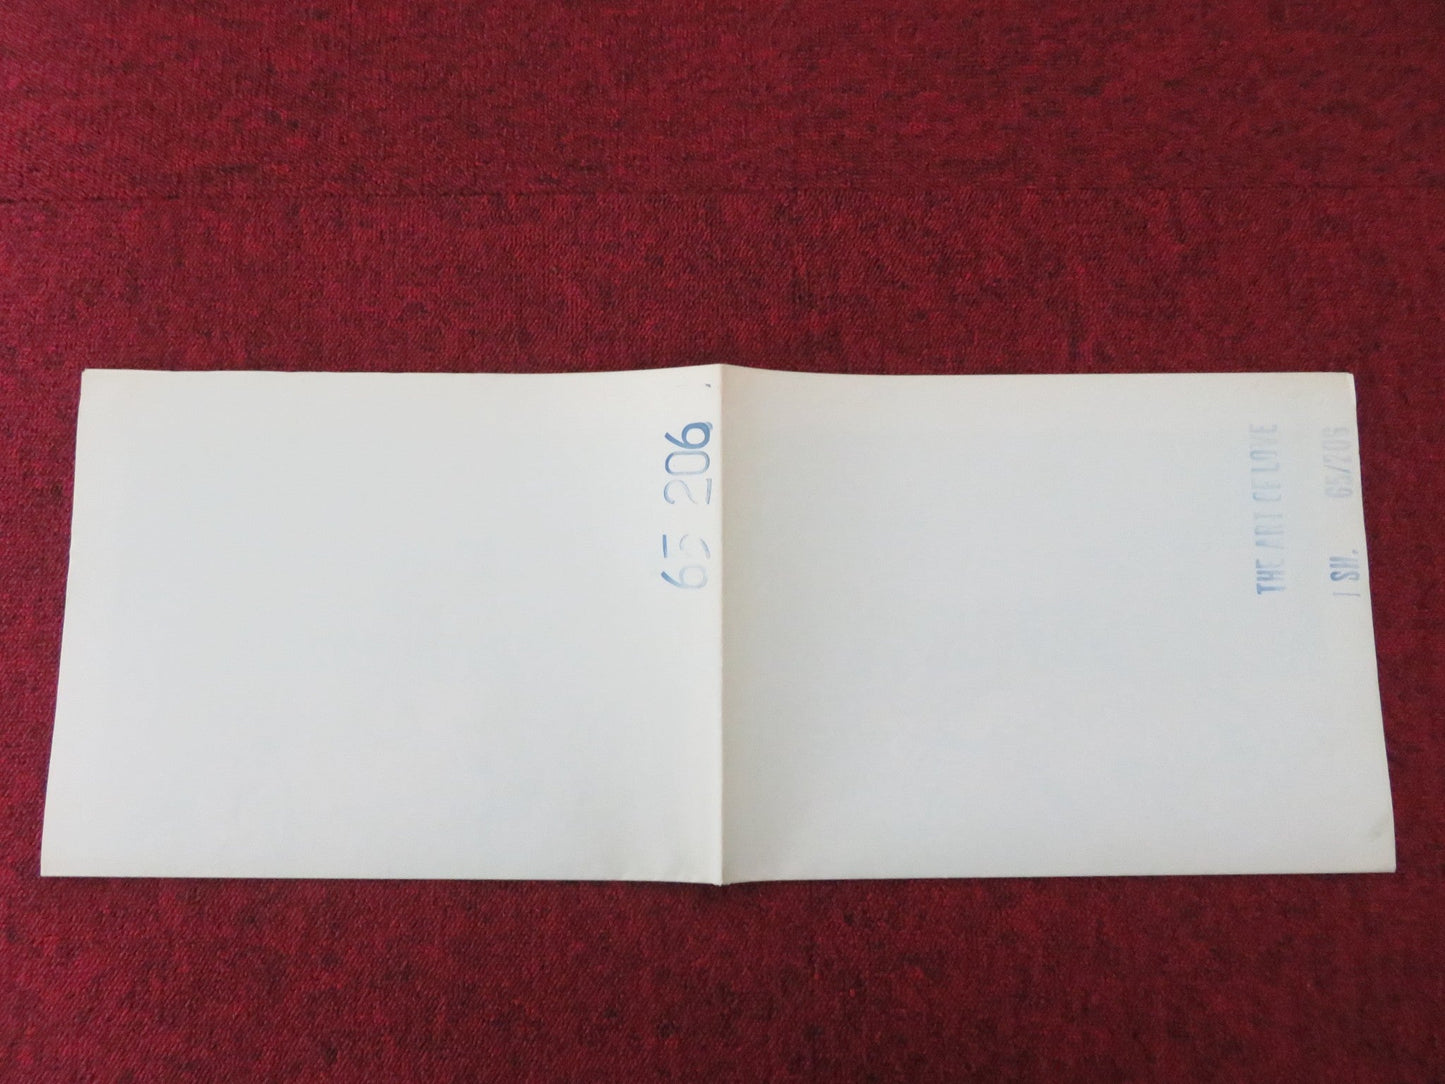 65 206
THE ART OF LOVE
1 SH. 65/206